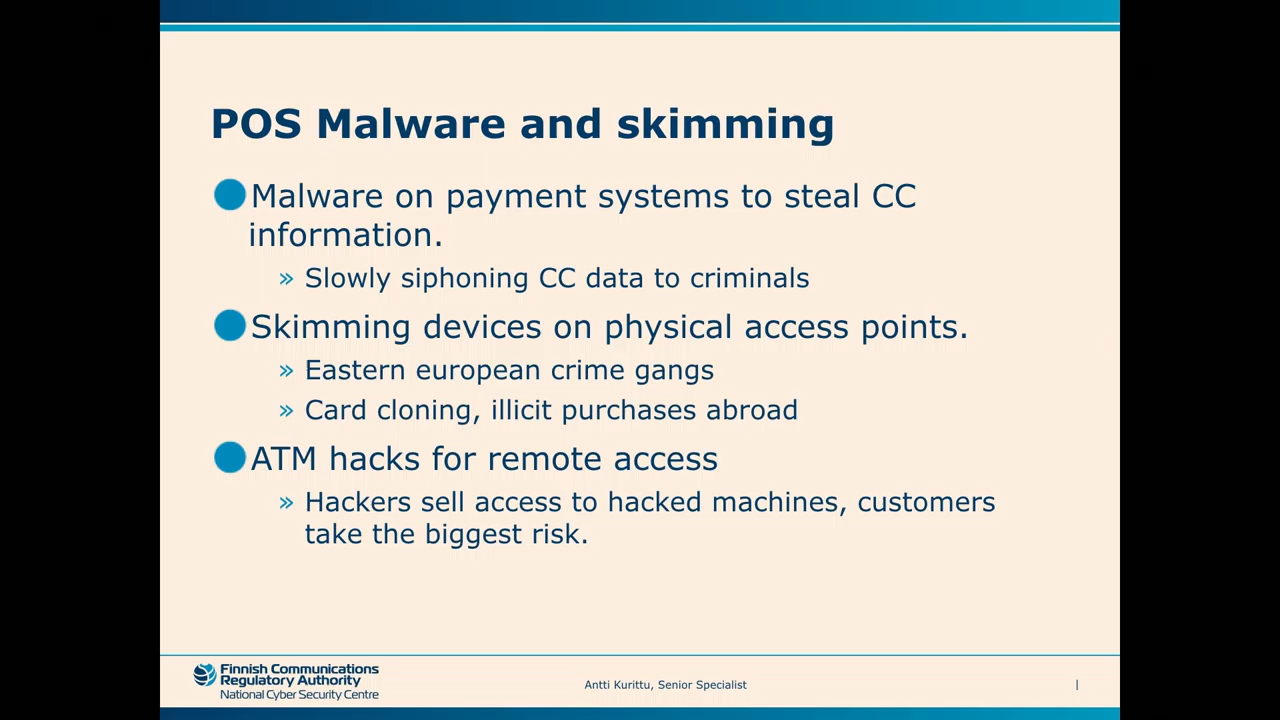 POS Malware and skimming
Malware on payment systems to steal CC
information.
» Slowly siphoning CC data to criminals
Skimming devices on physical access points.
» Eastern european crime gangs
» Card cloning, illicit purchases abroad
ATM hacks for remote access
» Hackers sell access to hacked machines, customers
take the biggest risk.
Finnish Communications
Regulatory Authority
National Cyber Security Centre
Antti Kurittu, Senior Specialist
|